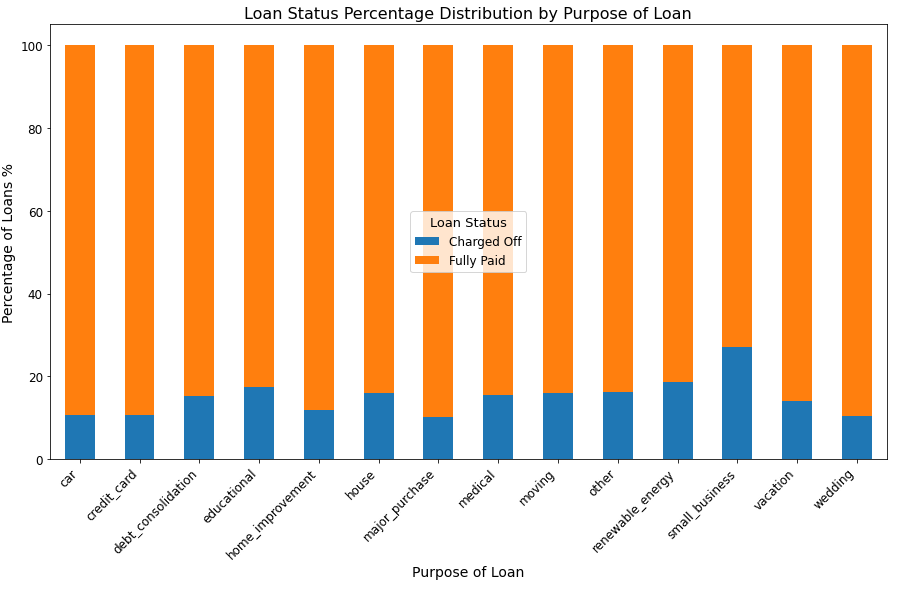 Loan Status Percentage Distribution by Purpose of Loan
Percentage of Loans %
100
80
60
40
20
0
Loan Status
Charged Off
Fully Paid
car
credit_card
debt_consolidation
educational
home_improvement
house
major_purchase
medical
moving
other
renewable_energy
small_business
vacation
wedding
Purpose of Loan